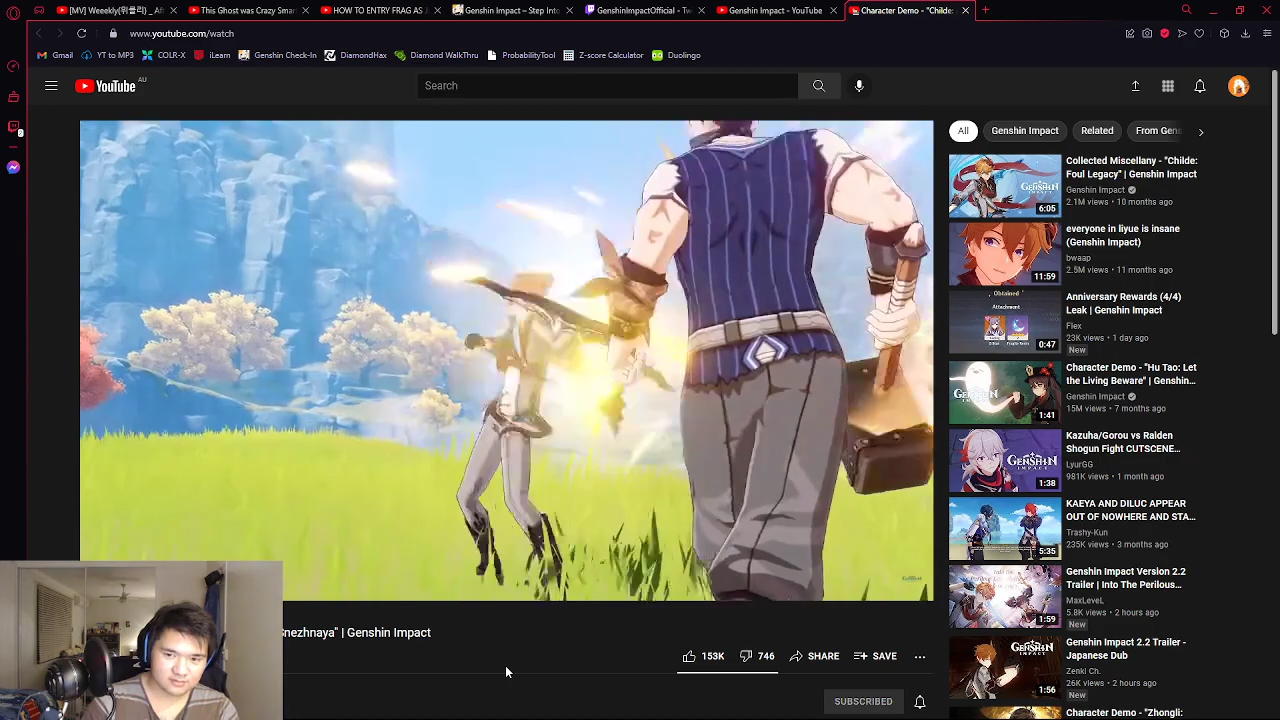 [MV] Weeekly(위클리) _ Aft
This Ghost was Crazy Smar
HOW TO ENTRY FRAG AS J
Genshin Impact – Step Into
GenshinImpactOfficial - Tw
Genshin Impact - YouTube
Character Demo - "Childe:
www.youtube.com/watch
Gmail
YT to MP3
COLR-X
iLearn
Genshin Check-In
DiamondHax
Diamond WalkThru
ProbabilityTool
Z-score Calculator
Duolingo
YouTube AU
Search
All
Genshin Impact
Related
From Gens
Collected Miscellany - "Childe:
Foul Legacy" | Genshin Impact
Genshin Impact
2.1M views • 10 months ago
6:05
everyone in liyue is insane
(Genshin Impact)
bwaap
2.5M views • 11 months ago
11:59
Anniversary Rewards (4/4)
Leak | Genshin Impact
Flex
23K views • 1 day ago
New
Obtained
Attachment
0:47
Character Demo - "Hu Tao: Let
the Living Beware" | Genshin...
Genshin Impact
15M views • 7 months ago
1:41
Kazuha/Gorou vs Raiden
Shogun Fight CUTSCENE...
LyurGG
981K views • 1 month ago
1:38
KAEYA AND DILUC APPEAR
OUT OF NOWHERE AND STA...
Trashy-Kun
235K views • 3 months ago
5:35
Genshin Impact Version 2.2
Trailer | Into The Perilous...
MaxLeveL
5.8K views • 2 hours ago
New
1:59
Genshin Impact 2.2 Trailer -
Japanese Dub
Zenki Ch.
26K views • 2 hours ago
New
1:56
Character Demo - "Zhongli:
Snezhnaya" | Genshin Impact
153K
746
SHARE
SAVE
SUBSCRIBED